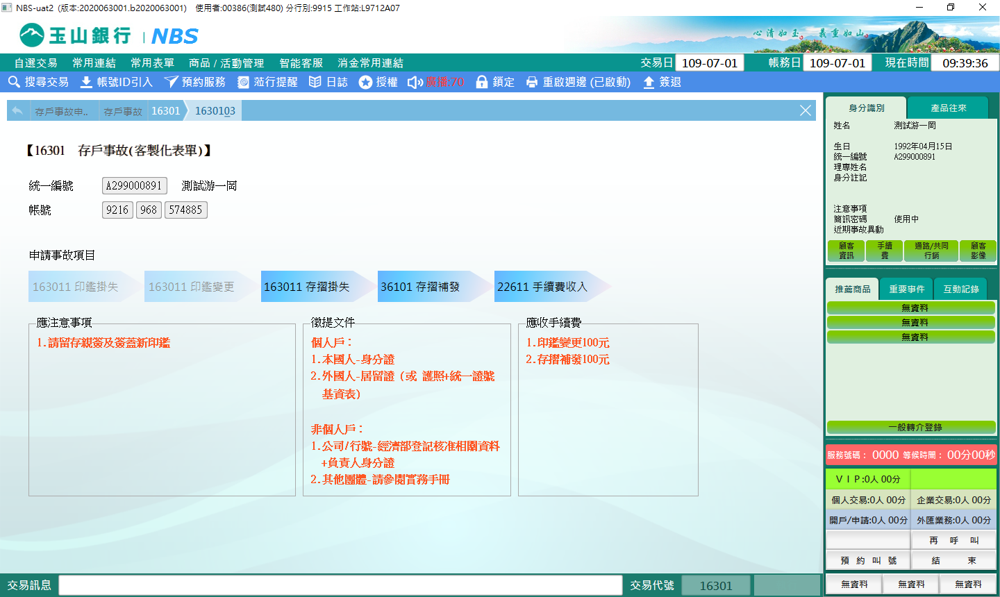 NBS-uat2 (版本:2020063001.b2020063001) 使用者:00386(測試480) 分行別:9915 工作站:L9712A07
玉山銀行 NBS
心清如玉 義重如山
自選交易 常用連結 常用表單 商品 / 活動管理 智能客服 消金常用連結
交易日 109-07-01 帳務日 109-07-01 現在時間 09:39:36
搜尋交易 帳號ID引入 預約服務 蒞行提醒 日誌 授權 廣播:70 鎖定 重啟週邊 (已啟動) 簽退
存戶事故申.. 存戶事故 16301 1630103
【16301 存戶事故(客製化表單)】
統一編號 A299000891 測試游一岡
帳號 9216 968 574885
申請事故項目
163011 印鑑掛失 163011 印鑑變更 163011 存摺掛失 36101 存摺補發 22611 手續費收入
應注意事項
1.請留存親簽及簽蓋新印鑑
徵提文件
個人戶：
1.本國人-身分證
2.外國人-居留證 (或 護照+統一證號
基資表)
非個人戶：
1.公司/行號-經濟部登記核准相關資料
+負責人身分證
2.其他團體-請參閱實務手冊
應收手續費
1.印鑑變更100元
2.存摺補發100元
身分識別 產品往來
姓名 測試游一岡
生日 1992年04月15日
統一編號 A299000891
理專姓名
身分註記
注意事項
簡訊密碼 使用中
近期事故異動
顧客資訊 手續費 通路/共同行銷 顧客影像
推薦商品 重要事件 互動記錄
無資料
無資料
無資料
一般轉介登錄
服務號碼： 0000 等候時間： 00分00秒
ＶＩＰ:0人 00分
個人交易:0人 00分 企業交易:0人 00分
開戶/申請:0人 00分 外匯業務:0人 00分
再 呼 叫
預 約 叫 號 結 束
無資料 無資料 無資料
交易訊息 交易代號 16301